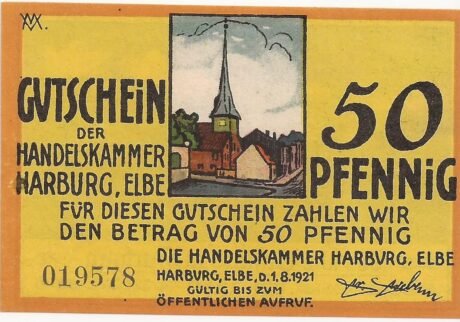 GUTSCHEIN
DER
HANDELSKAMMER
HARBURG, ELBE
50
PFENNIG
FÜR DIESEN GUTSCHEIN ZAHLEN WIR
DEN BETRAG VON 50 PFENNIG
DIE HANDELSKAMMER HARBURG, ELBE
HARBURG, ELBE, D. 1. 8. 1921
GULTIG BIS ZUM
ÖFFENTLICHEN AUFRUF.
019578